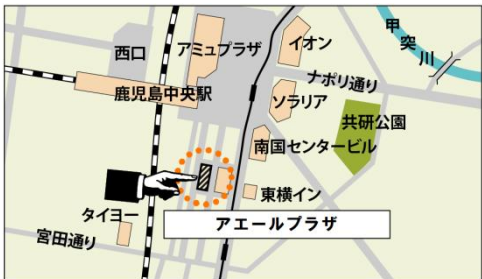 西口
アミュプラザ
イオン
甲突川
ナポリ通り
鹿児島中央駅
ソラリア
共研公園
南国センタービル
東横イン
タイヨー
アエールプラザ
宮田通り